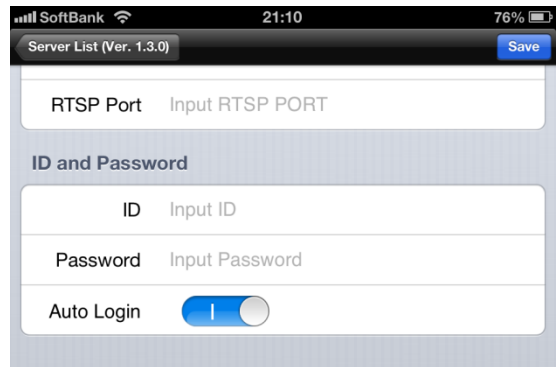 SoftBank 21:10 76%
Server List (Ver. 1.3.0) Save
RTSP Port Input RTSP PORT
ID and Password
ID Input ID
Password Input Password
Auto Login